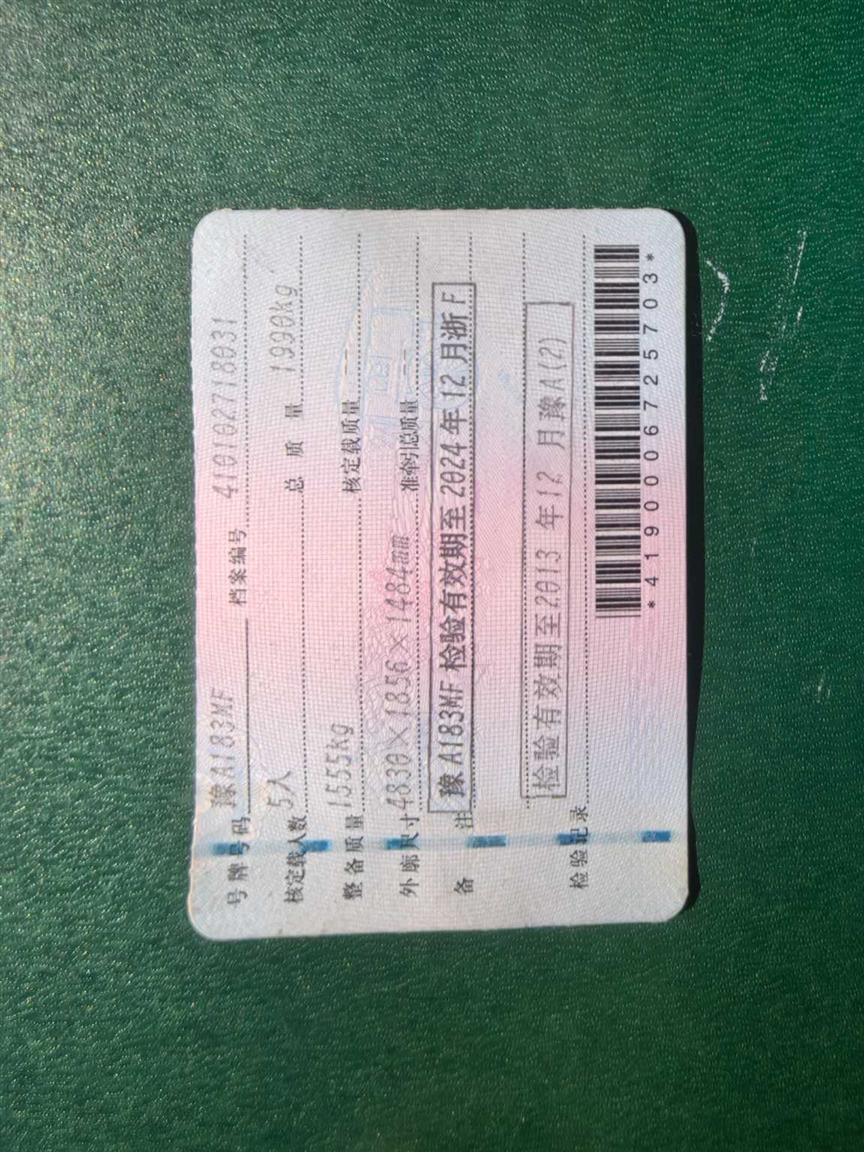 号牌号码 豫A183MF 档案编号 410102718031
核定载人数 5人 总质量 1990kg
整备质量 1555kg 核定载质量 --
外廓尺寸 4830×1856×1484mm 准牵引总质量 --
备注 豫A183MF 检验有效期至2024年12月浙F
检验有效期至2013年12月豫A(2)
检验记录
*4190006725703*